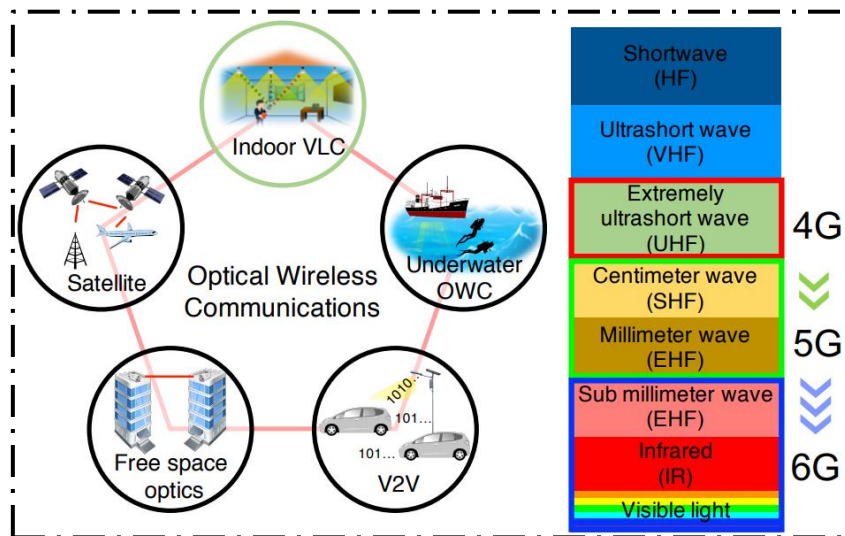 Indoor VLC
Satellite
Optical Wireless
Communications
Underwater
OWC
Free space
optics
1010...
101...
101...
V2V
Shortwave
(HF)
Ultrashort wave
(VHF)
Extremely
ultrashort wave
(UHF)
4G
Centimeter wave
(SHF)
Millimeter wave
(EHF)
5G
Sub millimeter wave
(EHF)
Infrared
(IR)
6G
Visible light